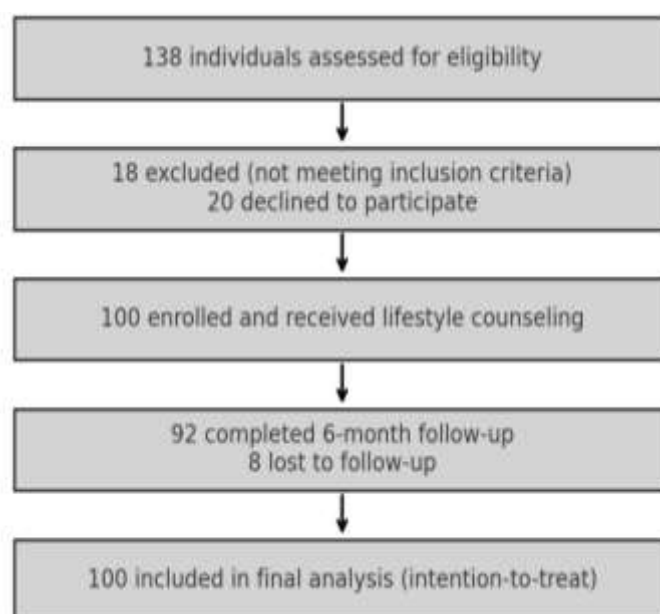 138 individuals assessed for eligibility
18 excluded (not meeting inclusion criteria)
20 declined to participate
100 enrolled and received lifestyle counseling
92 completed 6-month follow-up
8 lost to follow-up
100 included in final analysis (intention-to-treat)